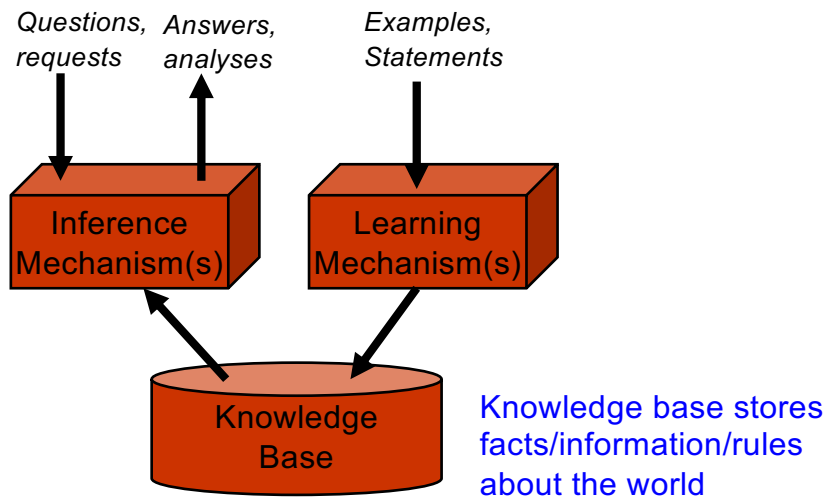 Questions,
requests
Answers,
analyses
Examples,
Statements
Inference
Mechanism(s)
Learning
Mechanism(s)
Knowledge
Base
Knowledge base stores
facts/information/rules
about the world